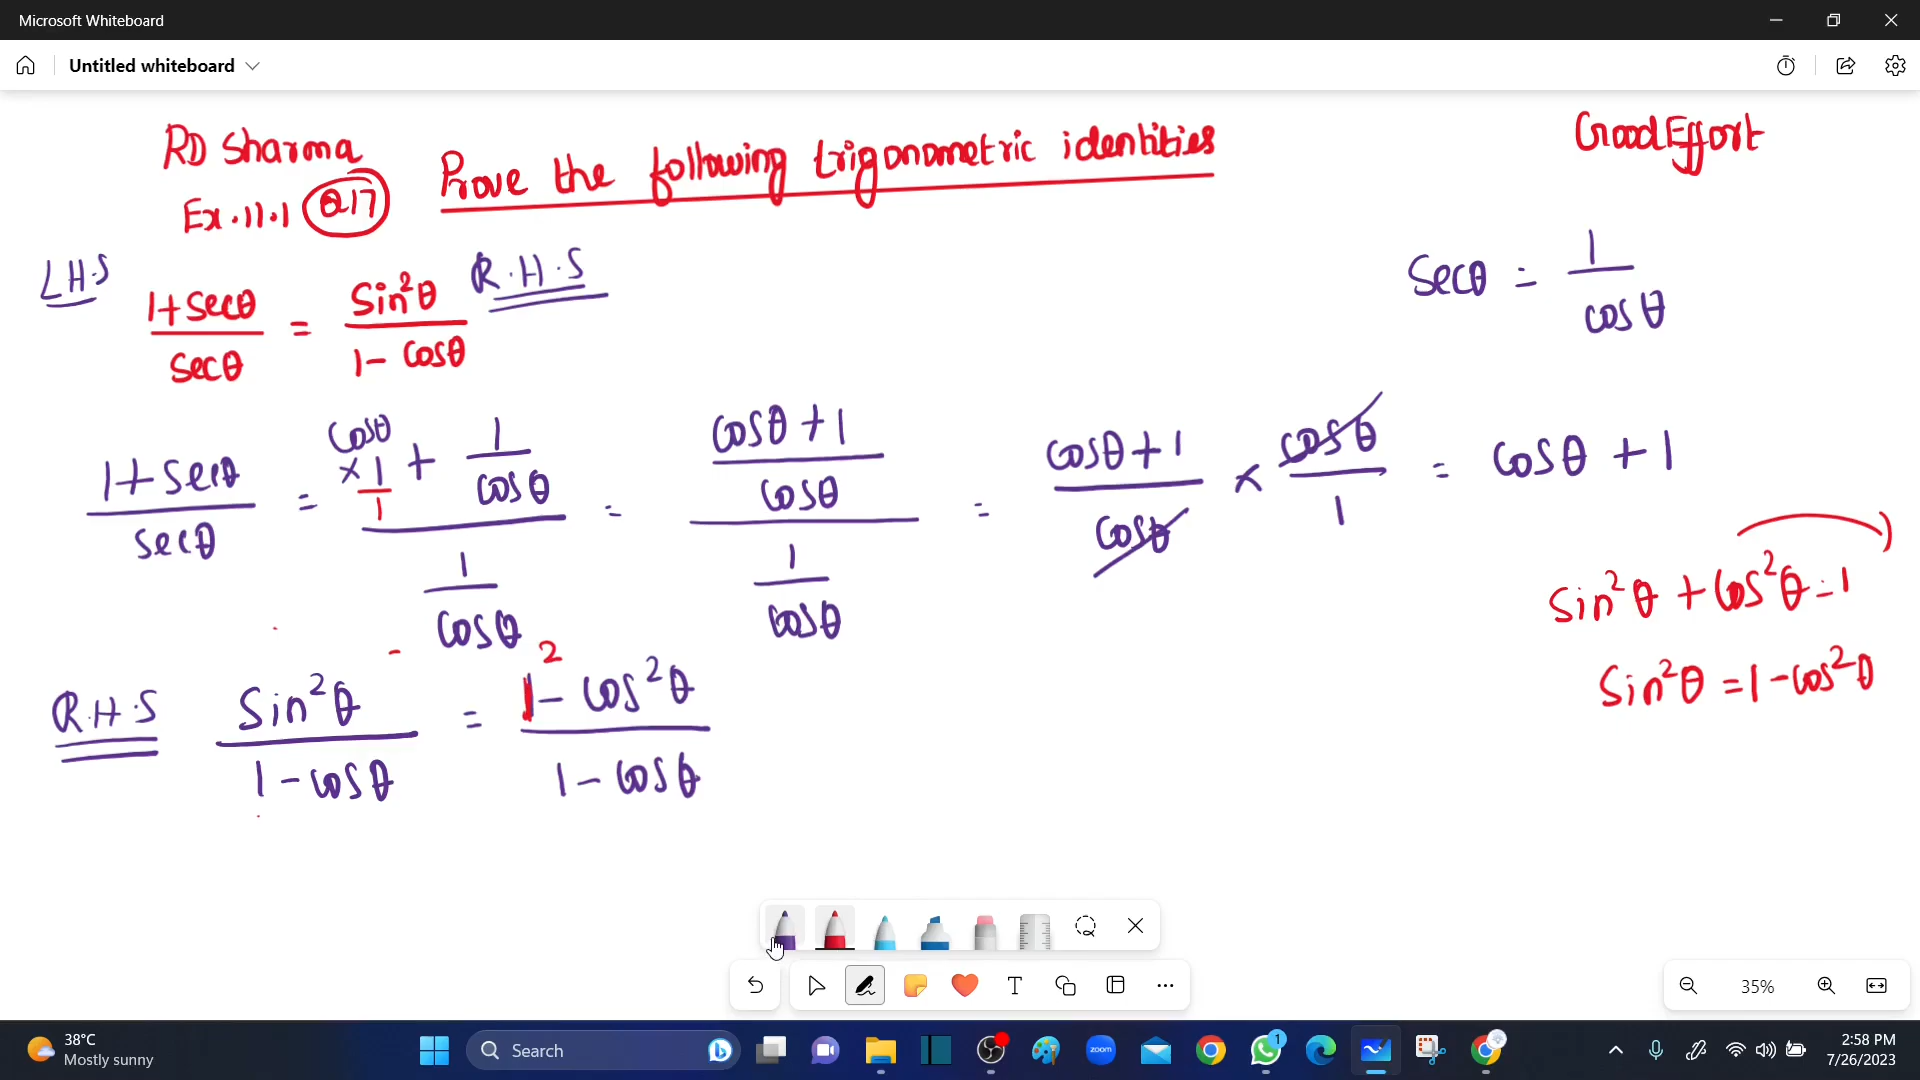 Microsoft Whiteboard
Untitled whiteboard
RD Sharma
Ex.11.1 Q17
Prove the following trigonometric identities
Good Effort
LHS
1+secθ / secθ = Sin²θ / 1-cosθ
R.H.S
Secθ = 1 / cosθ
1+secθ / secθ = cosθ × 1/1 + 1/cosθ / 1/cosθ = cosθ+1 / cosθ / 1/cosθ = cosθ+1 / cosθ × cosθ / 1 = cosθ+1
Sin²θ + cos²θ = 1
Sin²θ = 1-cos²θ
R.H.S Sin²θ / 1-cosθ = 1²-cos²θ / 1-cosθ
35%
38°C
Mostly sunny
Search
zoom
1
2:58 PM
7/26/2023